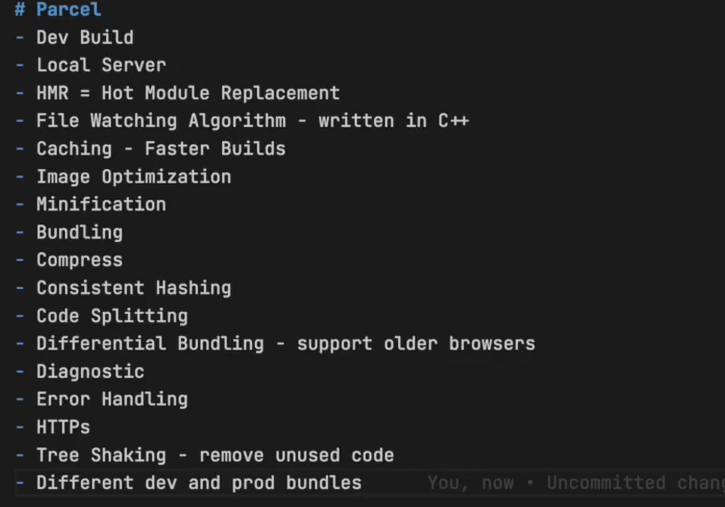 # Parcel
- Dev Build
- Local Server
- HMR = Hot Module Replacement
- File Watching Algorithm - written in C++
- Caching - Faster Builds
- Image Optimization
- Minification
- Bundling
- Compress
- Consistent Hashing
- Code Splitting
- Differential Bundling - support older browsers
- Diagnostic
- Error Handling
- HTTPs
- Tree Shaking - remove unused code
- Different dev and prod bundles You, now • Uncommitted chang